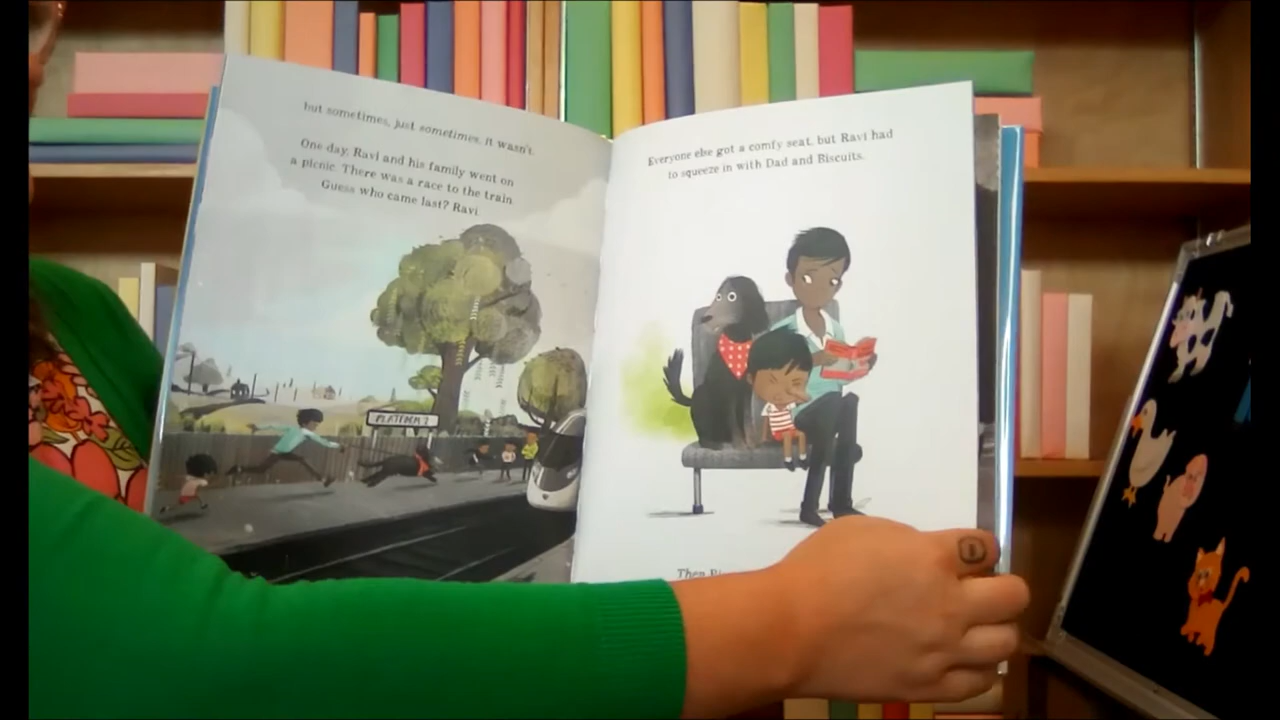 but sometimes, just sometimes, it wasn't.
One day, Ravi and his family went on
a picnic. There was a race to the train.
Guess who came last? Ravi.
PLATFORM 1
Everyone else got a comfy seat, but Ravi had
to squeeze in with Dad and Biscuits.
Then